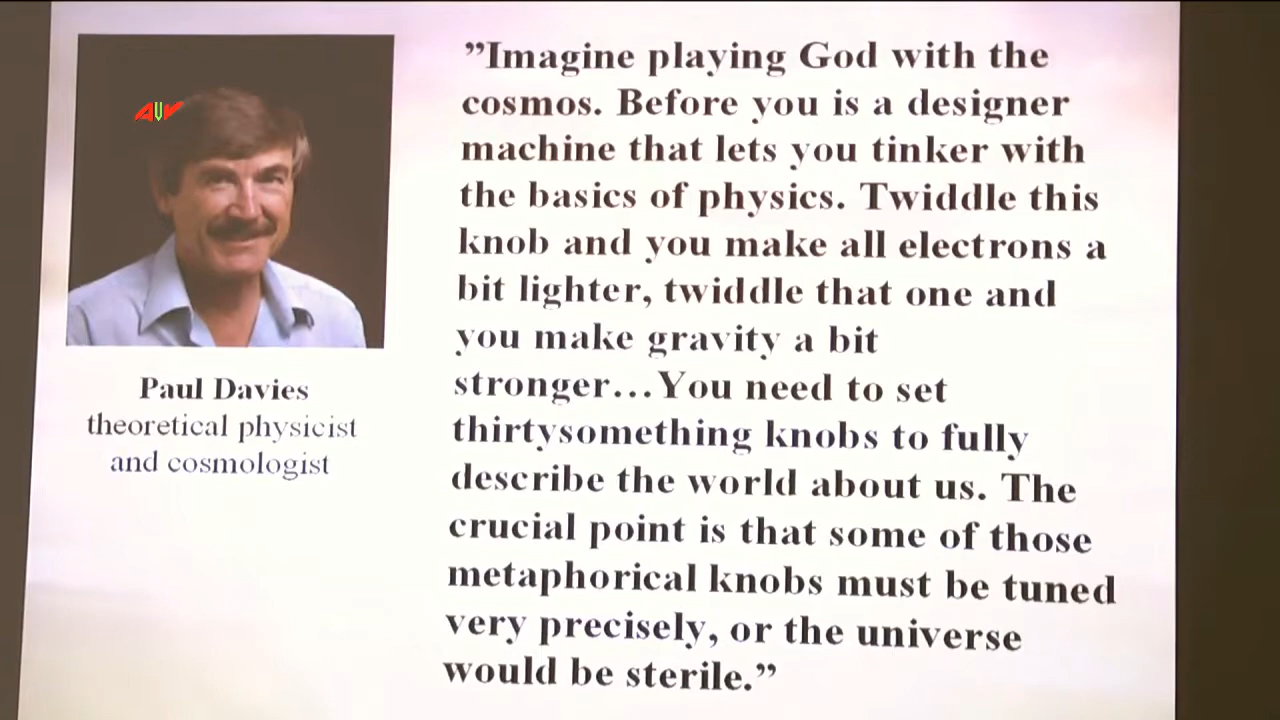 AVR
Paul Davies
theoretical physicist
and cosmologist
”Imagine playing God with the
cosmos. Before you is a designer
machine that lets you tinker with
the basics of physics. Twiddle this
knob and you make all electrons a
bit lighter, twiddle that one and
you make gravity a bit
stronger…You need to set
thirtysomething knobs to fully
describe the world about us. The
crucial point is that some of those
metaphorical knobs must be tuned
very precisely, or the universe
would be sterile.”